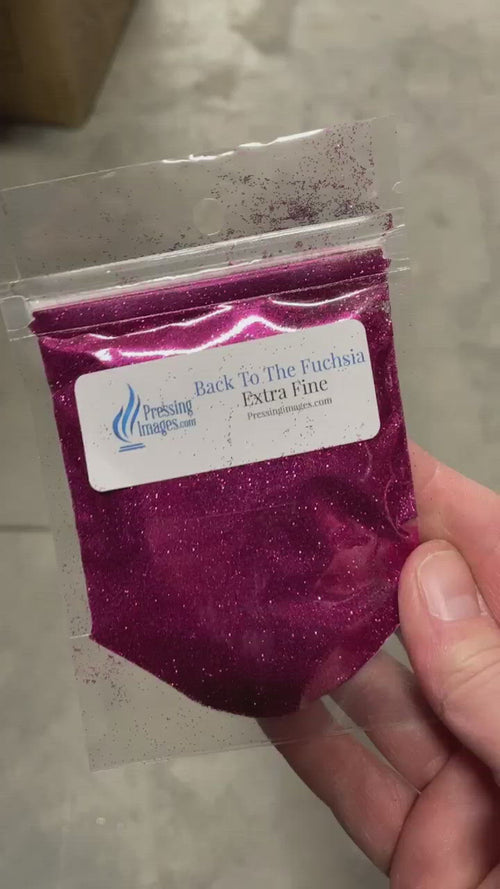 Pressing
Images.com
Back To The Fuchsia
Extra Fine
Pressingimages.com